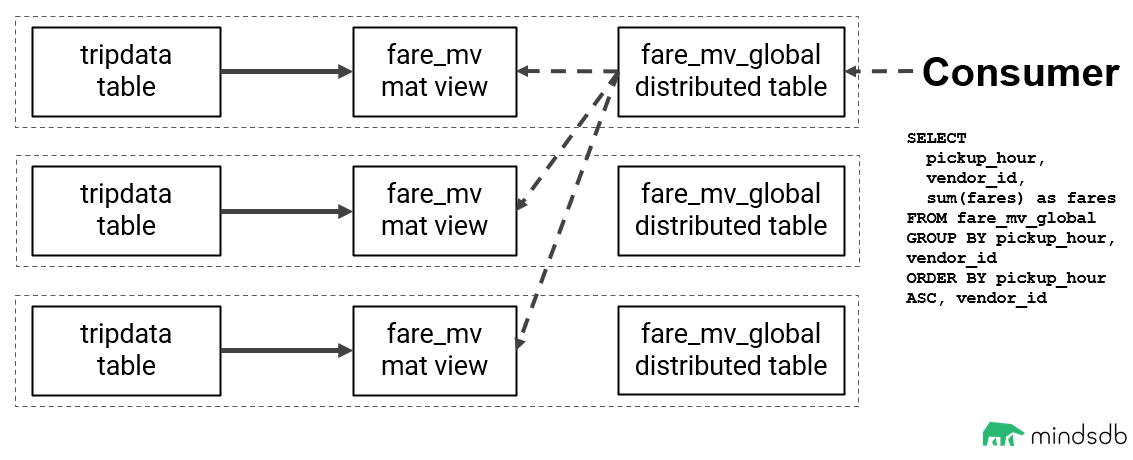 tripdata
table
fare_mv
mat view
fare_mv_global
distributed table
Consumer
SELECT
pickup_hour,
vendor_id,
sum(fares) as fares
FROM fare_mv_global
GROUP BY pickup_hour,
vendor_id
ORDER BY pickup_hour
ASC, vendor_id
tripdata
table
fare_mv
mat view
fare_mv_global
distributed table
tripdata
table
fare_mv
mat view
fare_mv_global
distributed table
mindsdb